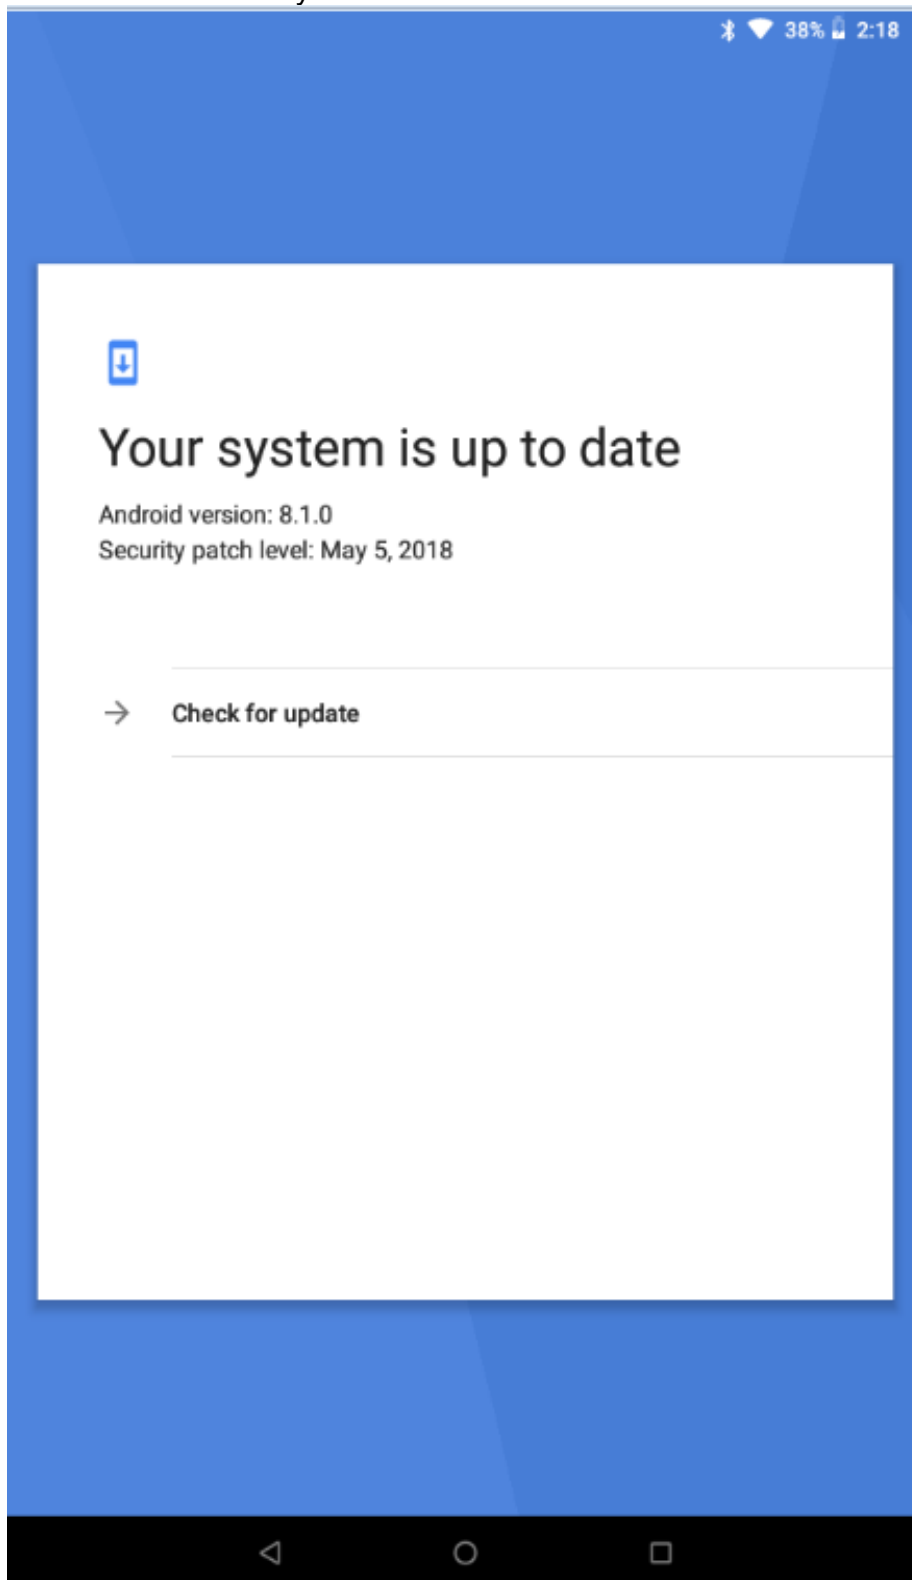 38% 2:18
Your system is up to date
Android version: 8.1.0
Security patch level: May 5, 2018
Check for update